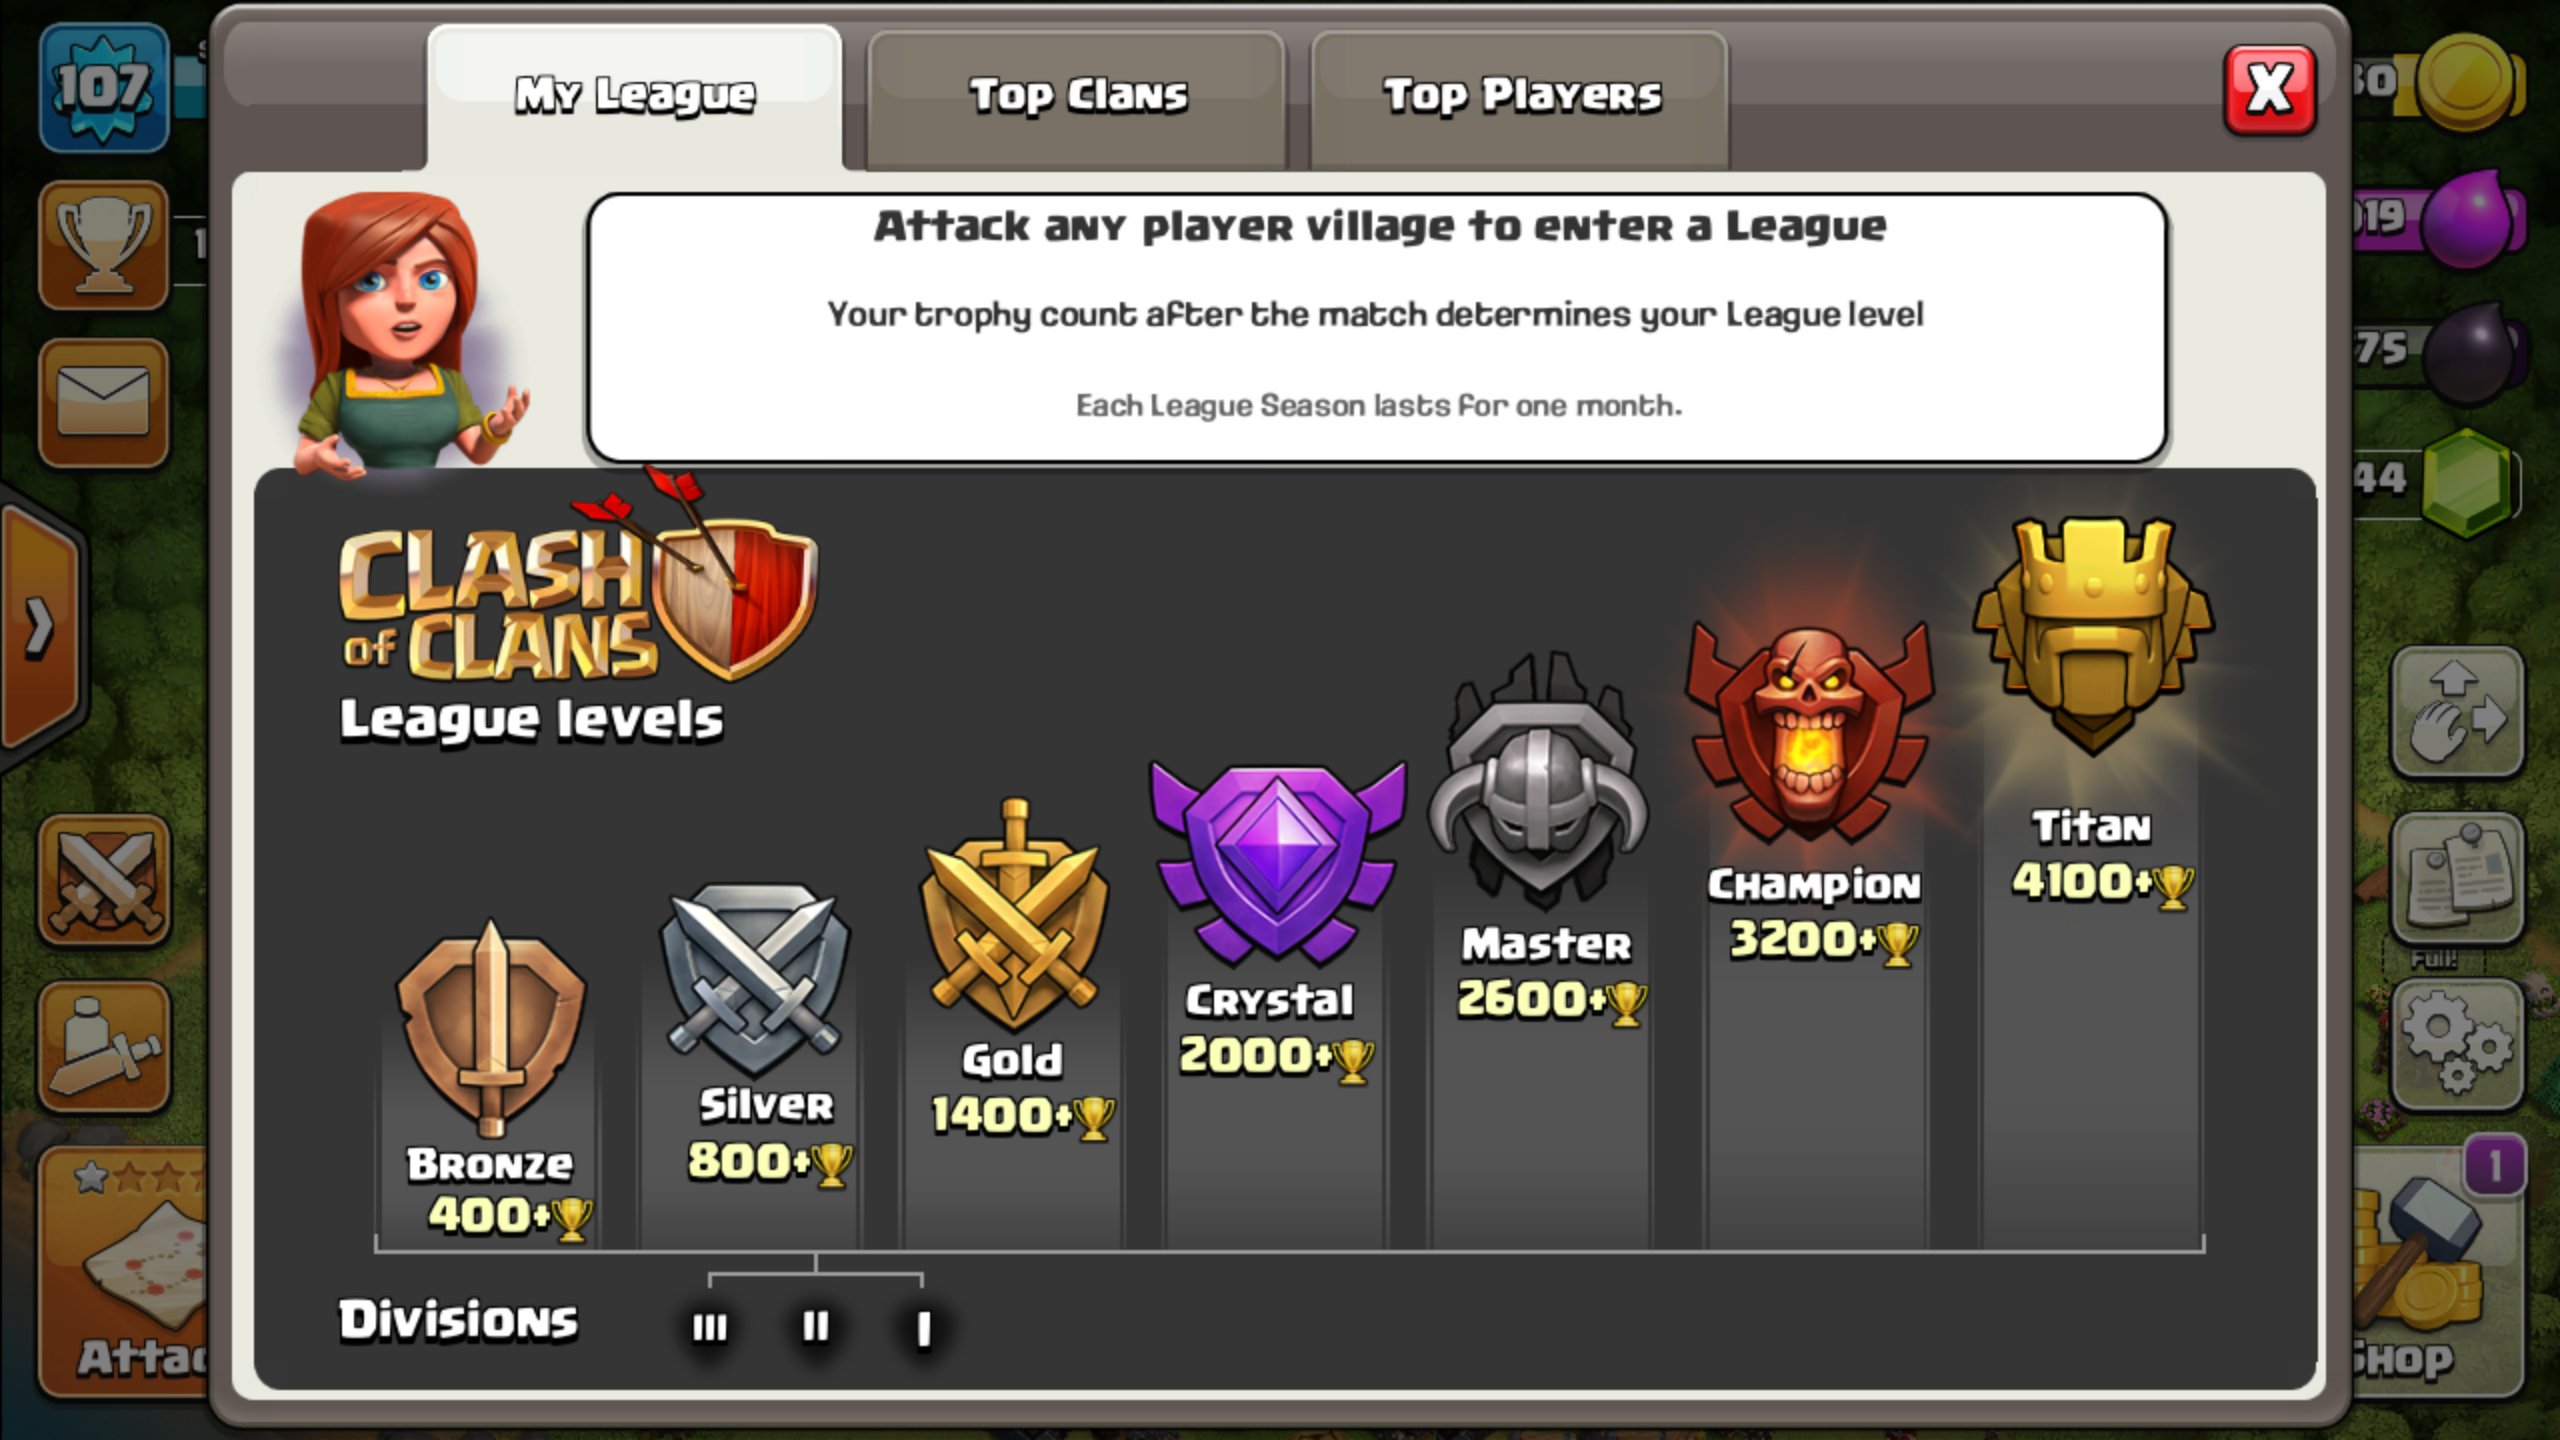 107
My League
Top Clans
Top Players
X
Attack any player village to enter a League
Your trophy count after the match determines your League level
Each League Season lasts for one month.
CLASH
of CLANS
League levels
Titan
4100+
Champion
3200+
Master
2600+
Crystal
2000+
Gold
1400+
Silver
800+
Bronze
400+
Divisions
III II I
Full!
1
75
44